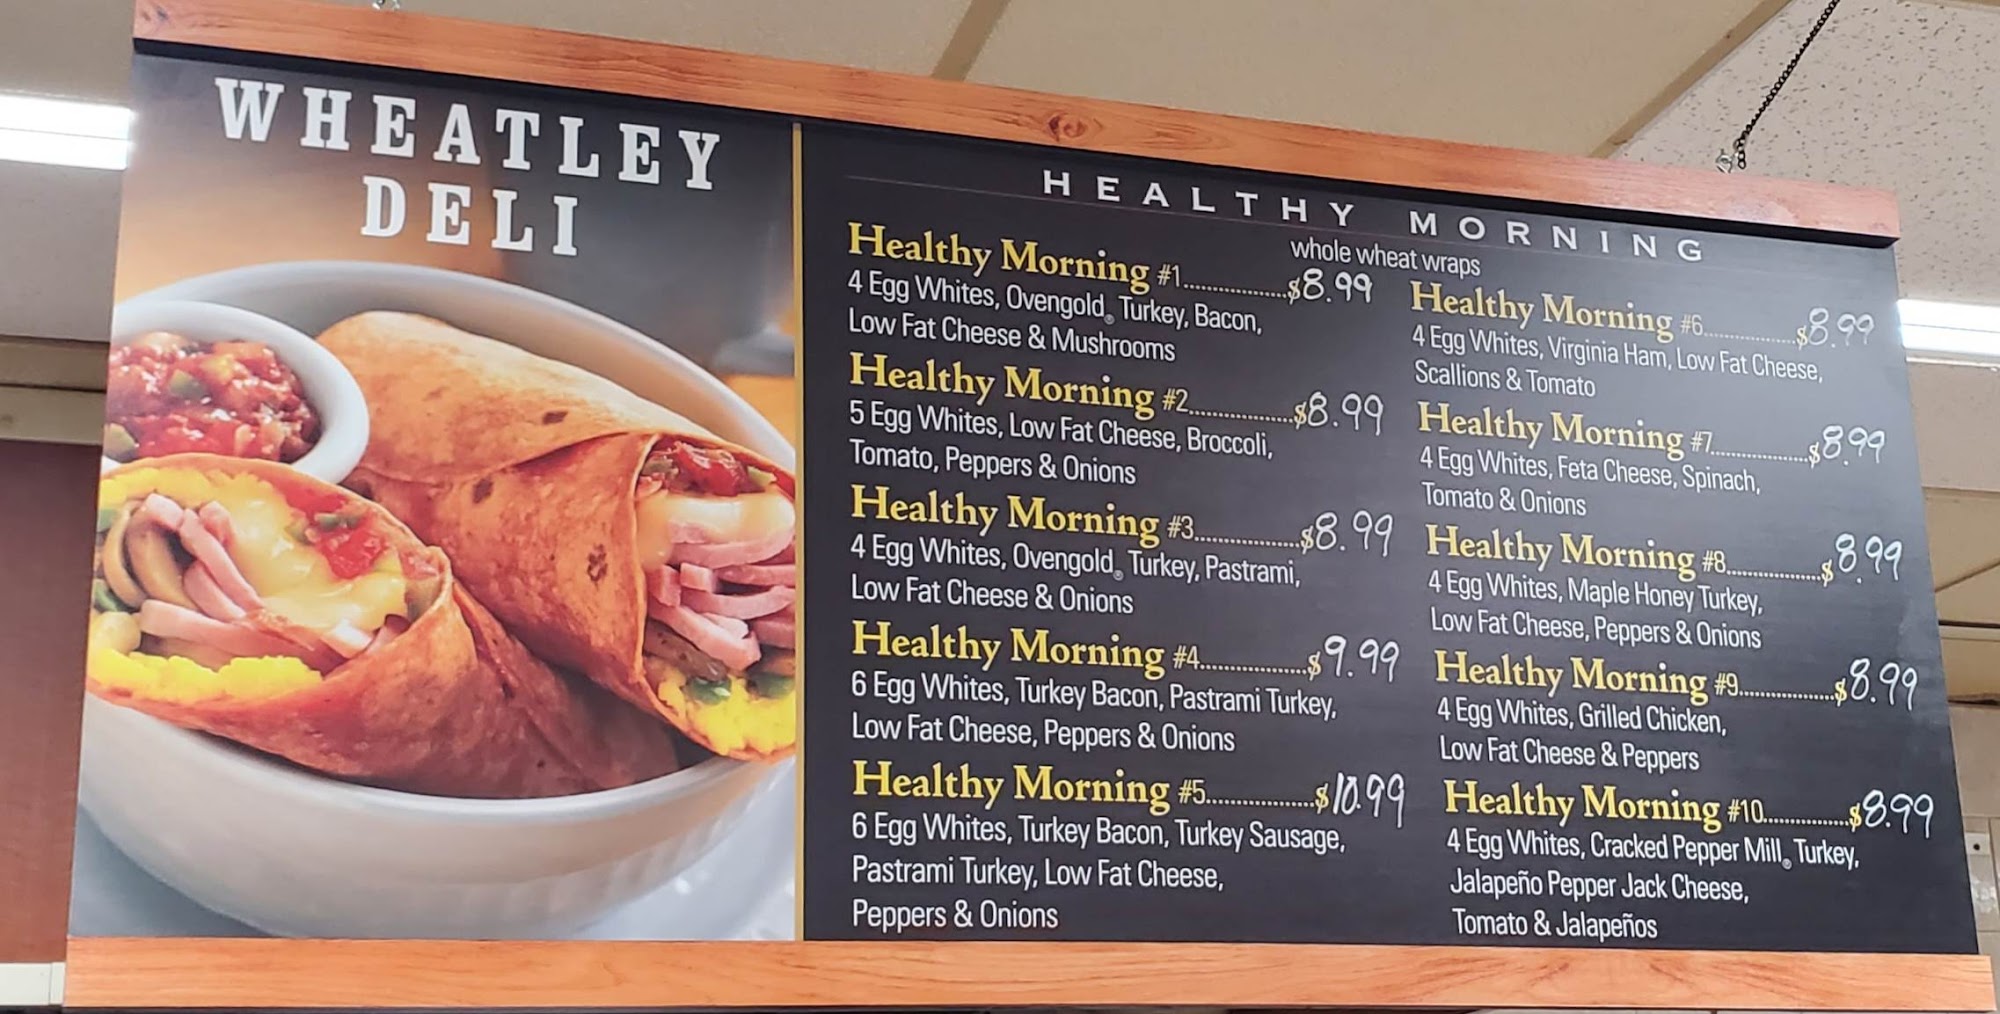 WHEATLEY
DELI
HEALTHY MORNING
whole wheat wraps
Healthy Morning #1....................$8.99
4 Egg Whites, Ovengold® Turkey, Bacon,
Low Fat Cheese & Mushrooms
Healthy Morning #2....................$8.99
5 Egg Whites, Low Fat Cheese, Broccoli,
Tomato, Peppers & Onions
Healthy Morning #3....................$8.99
4 Egg Whites, Ovengold® Turkey, Pastrami,
Low Fat Cheese & Onions
Healthy Morning #4....................$9.99
6 Egg Whites, Turkey Bacon, Pastrami Turkey,
Low Fat Cheese, Peppers & Onions
Healthy Morning #5....................$10.99
6 Egg Whites, Turkey Bacon, Turkey Sausage,
Pastrami Turkey, Low Fat Cheese,
Peppers & Onions
Healthy Morning #6....................$8.99
4 Egg Whites, Virginia Ham, Low Fat Cheese,
Scallions & Tomato
Healthy Morning #7....................$8.99
4 Egg Whites, Feta Cheese, Spinach,
Tomato & Onions
Healthy Morning #8....................$8.99
4 Egg Whites, Maple Honey Turkey,
Low Fat Cheese, Peppers & Onions
Healthy Morning #9....................$8.99
4 Egg Whites, Grilled Chicken,
Low Fat Cheese & Peppers
Healthy Morning #10..................$8.99
4 Egg Whites, Cracked Pepper Mill® Turkey,
Jalapeño Pepper Jack Cheese,
Tomato & Jalapeños